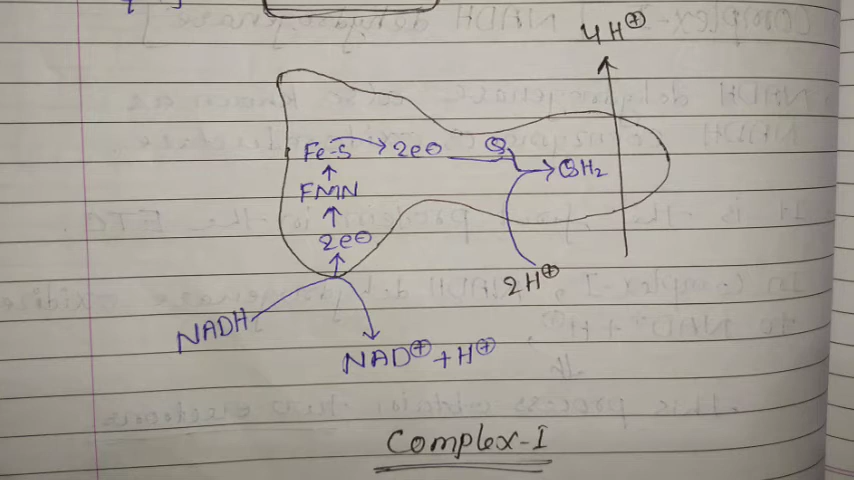 4H⊕
Fe-S → 2e⊖ Q → QH₂
↑
FMN
↑
2e⊖
↑
2H⊕
NADH
NAD⊕ + H⊕
Complex-I